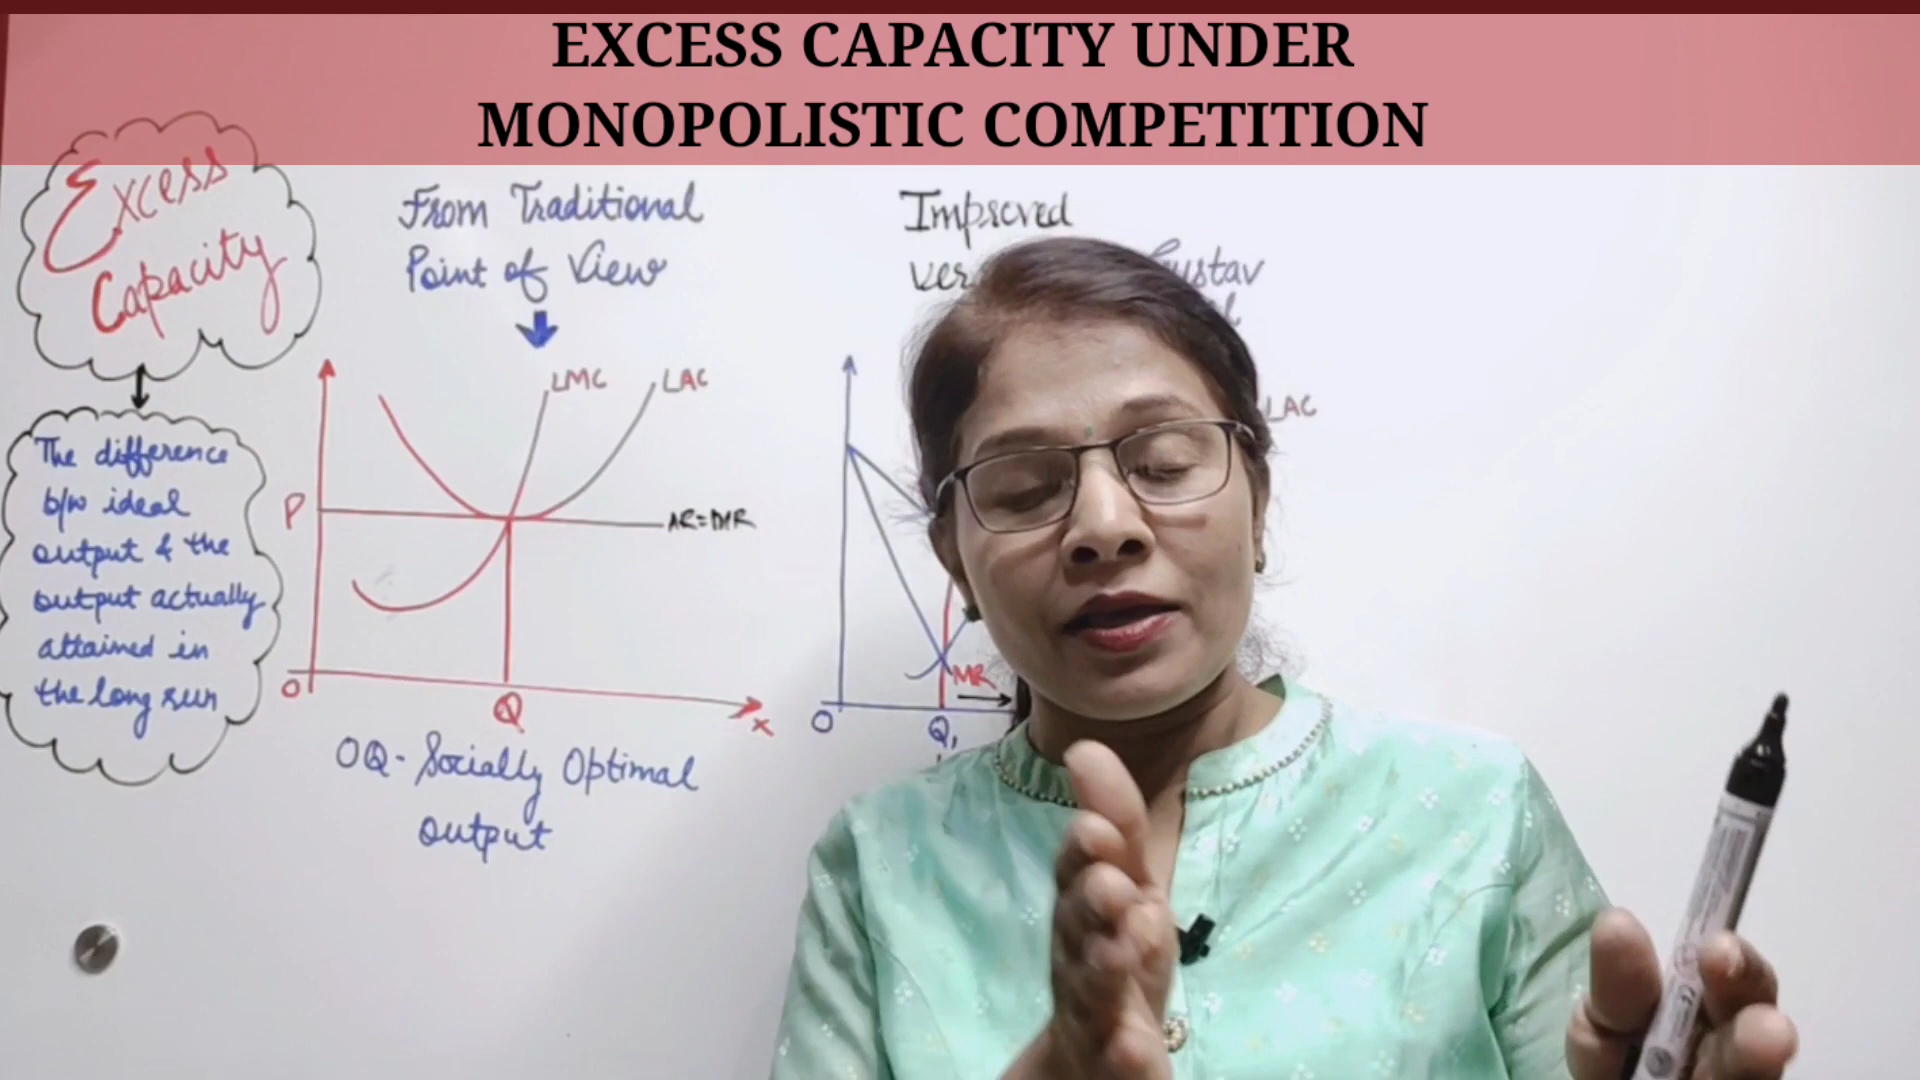 EXCESS CAPACITY UNDER
MONOPOLISTIC COMPETITION
Excess
Capacity
The difference
b/w ideal
output & the
output actually
attained in
the long run
From Traditional
Point of View
LMC
LAC
P
AR=MR
O
Q
x
OQ- Socially Optimal
output
Improved
LAC
MR
O
Q₁